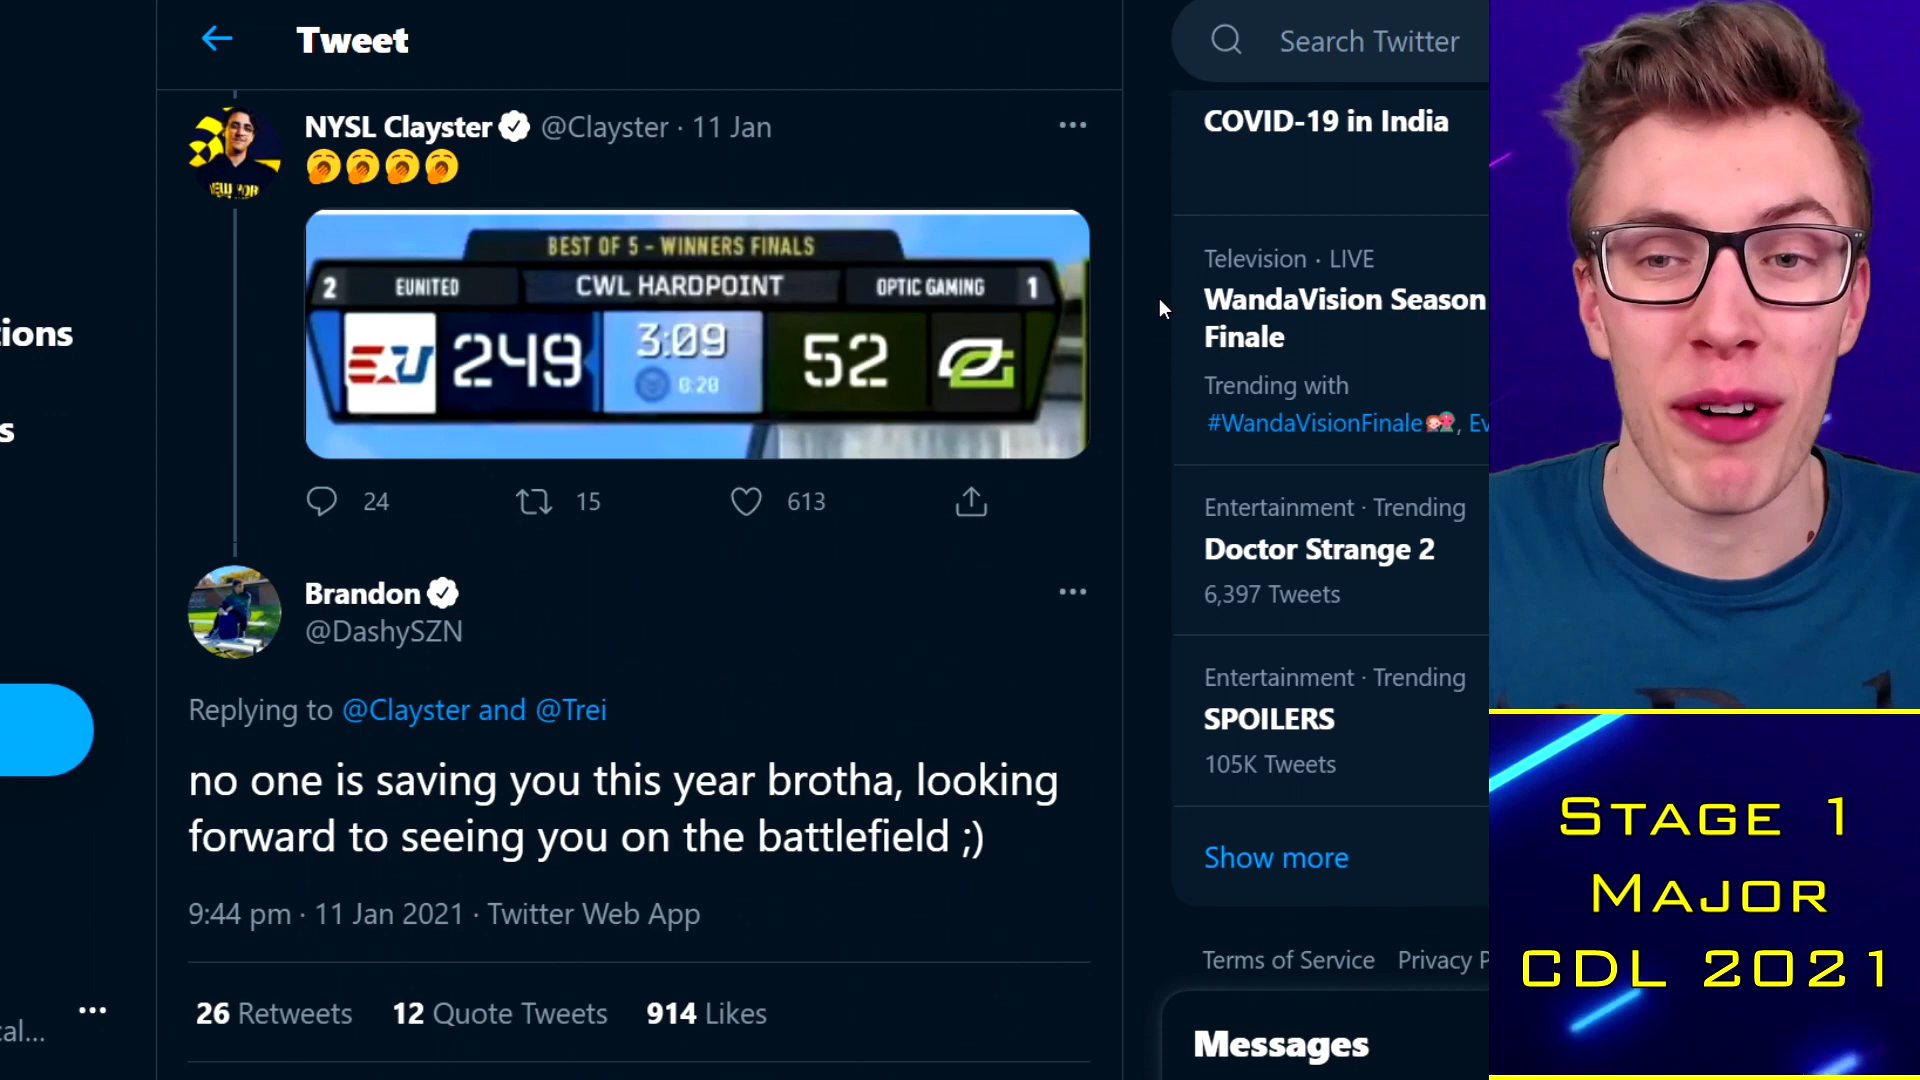 Tweet
NYSL Clayster @Clayster · 11 Jan
🥱🥱🥱🥱
BEST OF 5 - WINNERS FINALS
2 EUNITED CWL HARDPOINT OPTIC GAMING 1
EU 249 3:09 52
0:20
24 15 613
Brandon
@DashySZN
Replying to @Clayster and @Trei
no one is saving you this year brotha, looking
forward to seeing you on the battlefield ;)
9:44 pm · 11 Jan 2021 · Twitter Web App
26 Retweets 12 Quote Tweets 914 Likes
ions
s
al...
Search Twitter
COVID-19 in India
Television · LIVE
WandaVision Season
Finale
Trending with
#WandaVisionFinale, Ev
Entertainment · Trending
Doctor Strange 2
6,397 Tweets
Entertainment · Trending
SPOILERS
105K Tweets
Show more
Terms of Service Privacy P
Messages
STAGE 1
MAJOR
CDL 2021